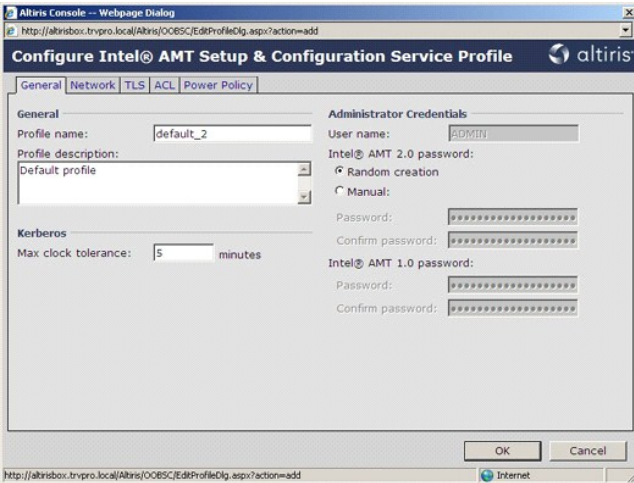 Altiris Console -- Webpage Dialog
http://altirisbox.trvpro.local/Altiris/OOBSC/EditProfileDlg.aspx?action=add
Configure Intel® AMT Setup & Configuration Service Profile
altiris
General Network TLS ACL Power Policy
General
Profile name: default_2
Profile description:
Default profile
Kerberos
Max clock tolerance: 5 minutes
Administrator Credentials
User name: ADMIN
Intel® AMT 2.0 password:
Random creation
Manual:
Password:
Confirm password:
Intel® AMT 1.0 password:
Password:
Confirm password:
OK Cancel
http://altirisbox.trvpro.local/Altiris/OOBSC/EditProfileDlg.aspx?action=add Internet